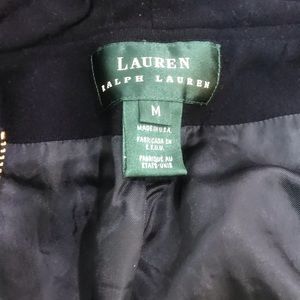 LAUREN
RALPH LAUREN
M
MADE IN U.S.A.
FABRICADA EN
E.E.U.U.
FABRIQUE AU
ETATS-UNIS